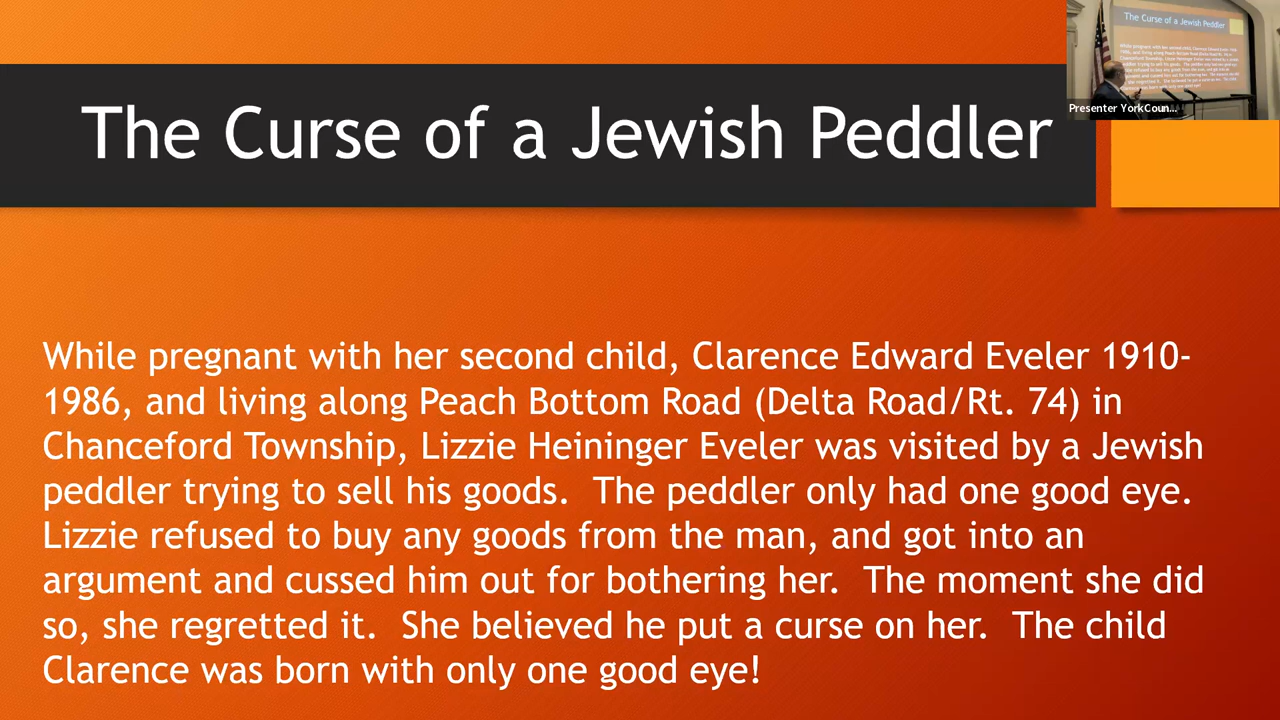 The Curse of a Jewish Peddler
The Curse of a Jewish Peddler
Presenter YorkCoun...
While pregnant with her second child, Clarence Edward Eveler 1910-
1986, and living along Peach Bottom Road (Delta Road/Rt. 74) in
Chanceford Township, Lizzie Heininger Eveler was visited by a Jewish
peddler trying to sell his goods.  The peddler only had one good eye.
Lizzie refused to buy any goods from the man, and got into an
argument and cussed him out for bothering her.  The moment she did
so, she regretted it.  She believed he put a curse on her.  The child
Clarence was born with only one good eye!